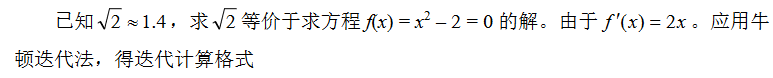 已知√2 ≈1.4，求√2 等价于求方程 f(x) = x² – 2 = 0 的解。由于 f ′(x) = 2x 。应用牛
顿迭代法，得迭代计算格式